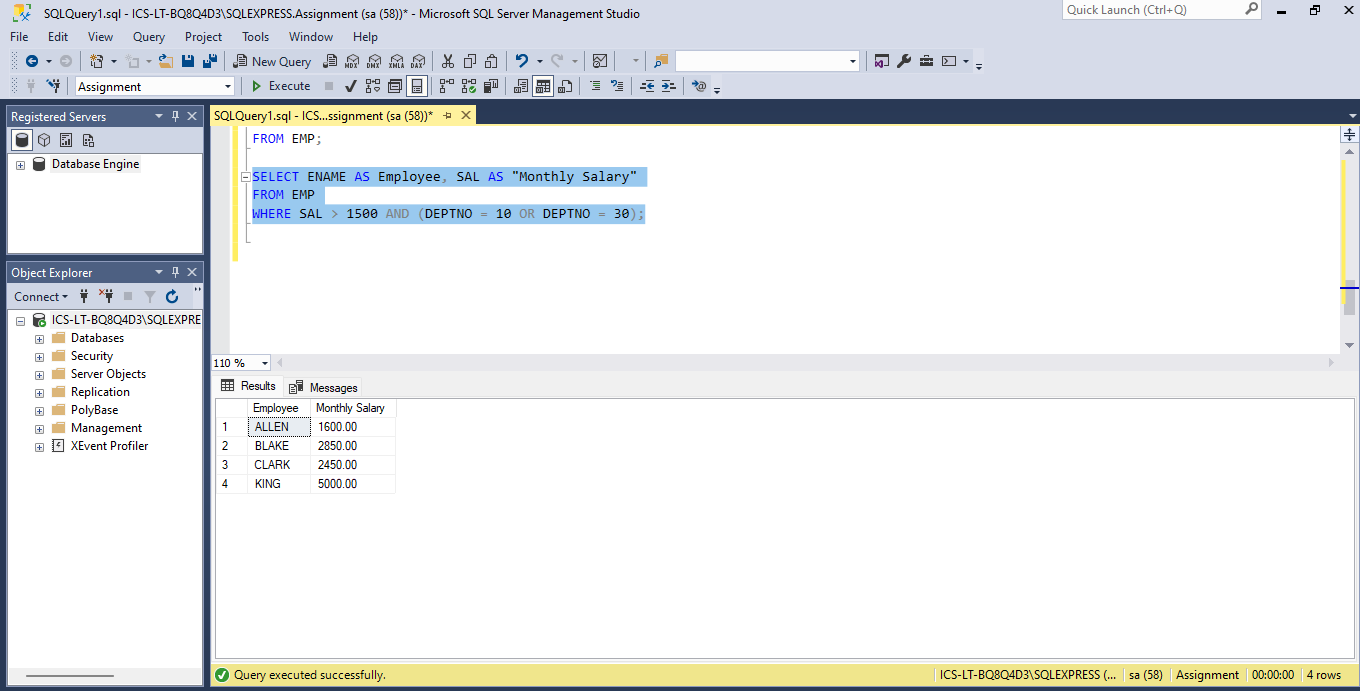 SQLQuery1.sql - ICS-LT-BQ8Q4D3\SQLEXPRESS.Assignment (sa (58))* - Microsoft SQL Server Management Studio
Quick Launch (Ctrl+Q)
File Edit View Query Project Tools Window Help
New Query MDX DMX XMLA DAX
Assignment Execute
Registered Servers
Database Engine
Object Explorer
Connect
ICS-LT-BQ8Q4D3\SQLEXPRE
Databases
Security
Server Objects
Replication
PolyBase
Management
XEvent Profiler
SQLQuery1.sql - ICS...ssignment (sa (58))*
FROM EMP;
SELECT ENAME AS Employee, SAL AS "Monthly Salary"
FROM EMP
WHERE SAL > 1500 AND (DEPTNO = 10 OR DEPTNO = 30);
110 %
Results Messages
Employee Monthly Salary
1 ALLEN 1600.00
2 BLAKE 2850.00
3 CLARK 2450.00
4 KING 5000.00
Query executed successfully. ICS-LT-BQ8Q4D3\SQLEXPRESS (... sa (58) Assignment 00:00:00 4 rows